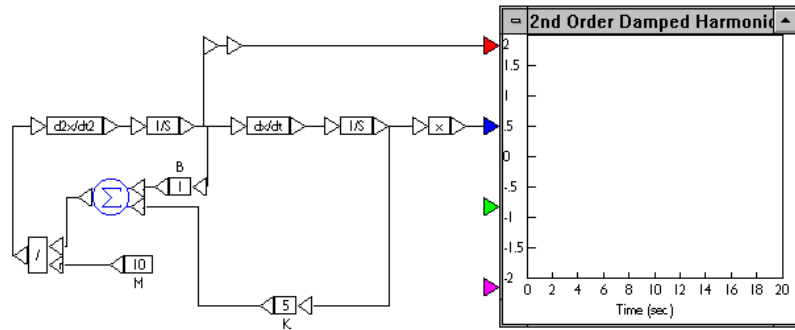 2nd Order Damped Harmonic
2
1.5
1
.5
0
-.5
-1
-1.5
-2
0 2 4 6 8 10 12 14 16 18 20
Time (sec)
d2x/dt2
1/S
dx/dt
1/S
x
B
1
Σ
/
10
M
5
K